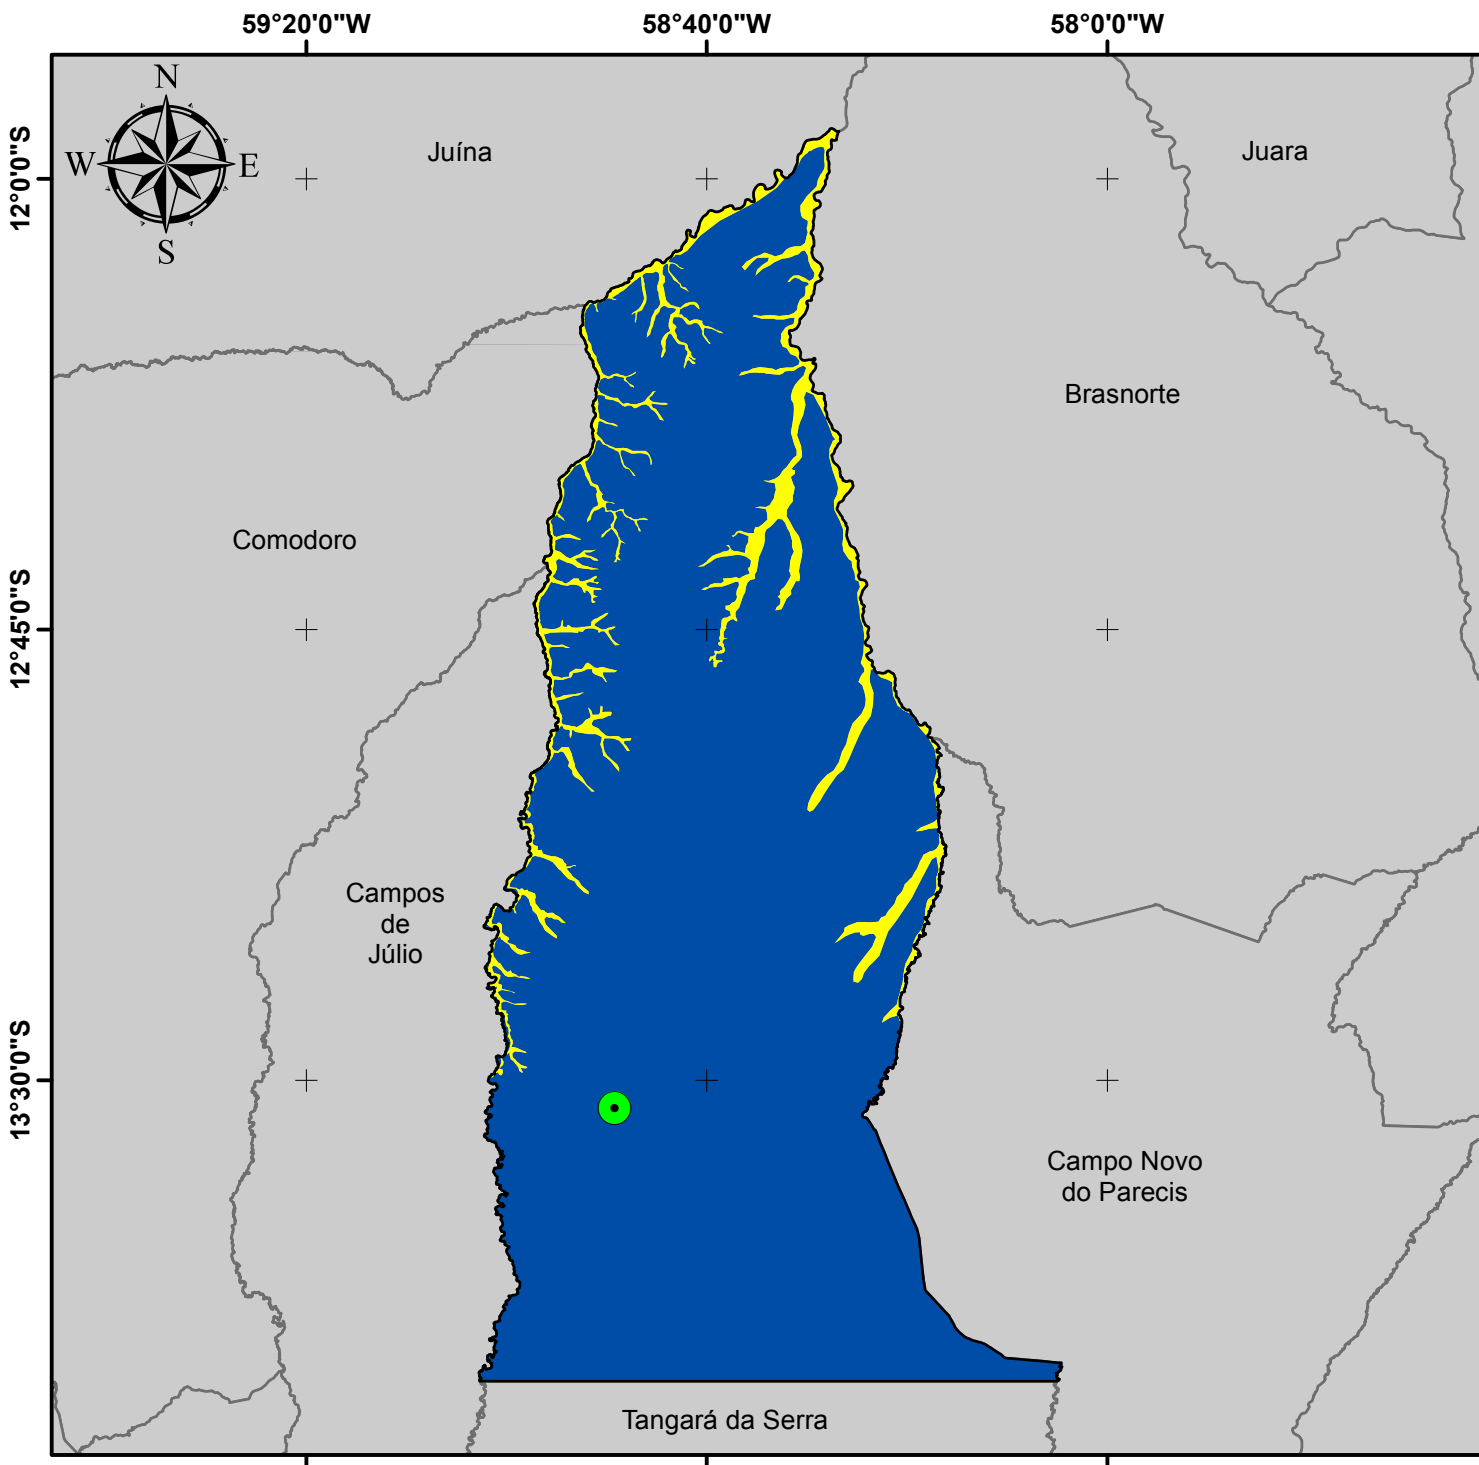 59°20'0"W
58°40'0"W
58°0'0"W
N
W
E
S
12°0'0"S
12°45'0"S
13°30'0"S
Juína
Juara
Brasnorte
Comodoro
Campos
de
Júlio
Campo Novo
do Parecis
Tangará da Serra